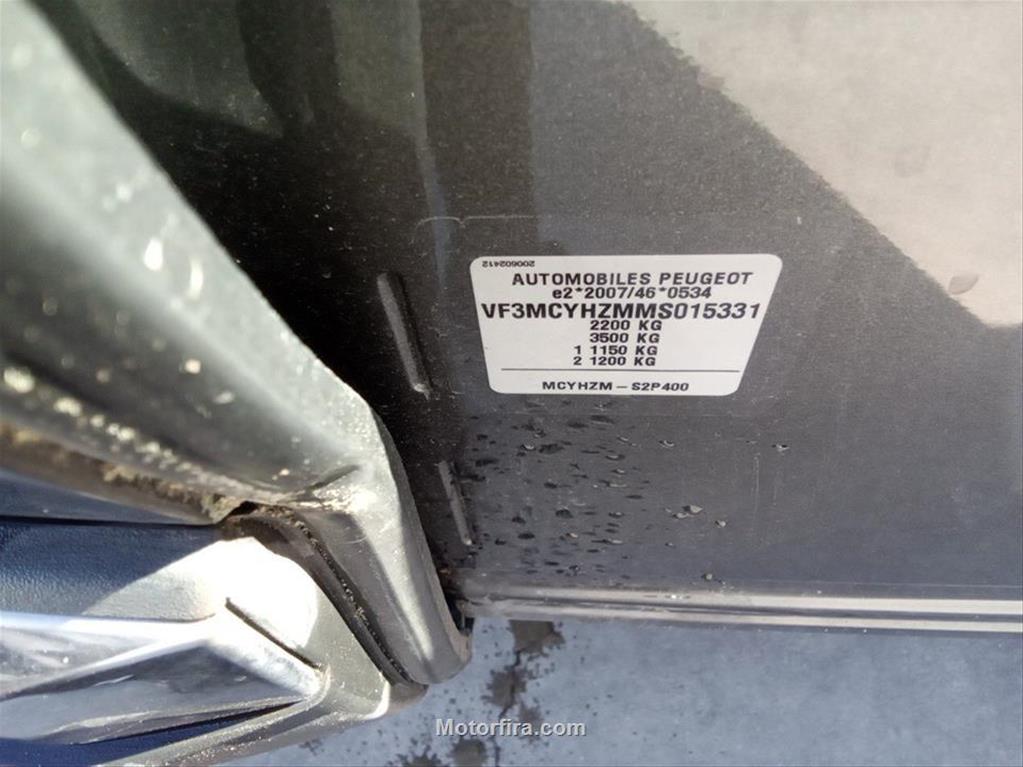 200602412
AUTOMOBILES PEUGEOT
e2*2007/46*0534
VF3MCYHZMMS015331
2200 KG
3500 KG
1 1150 KG
2 1200 KG
MCYHZM - S2P400
Motorfira.com